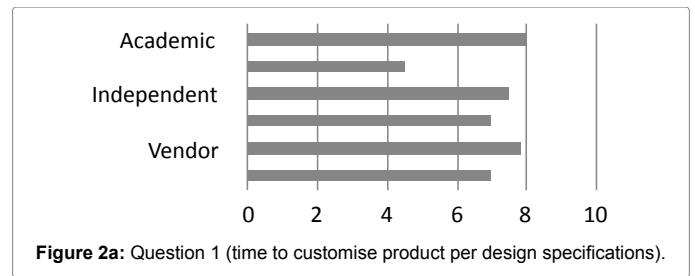 Academic
Independent
Vendor
0 2 4 6 8 10
Figure 2a: Question 1 (time to customise product per design specifications).